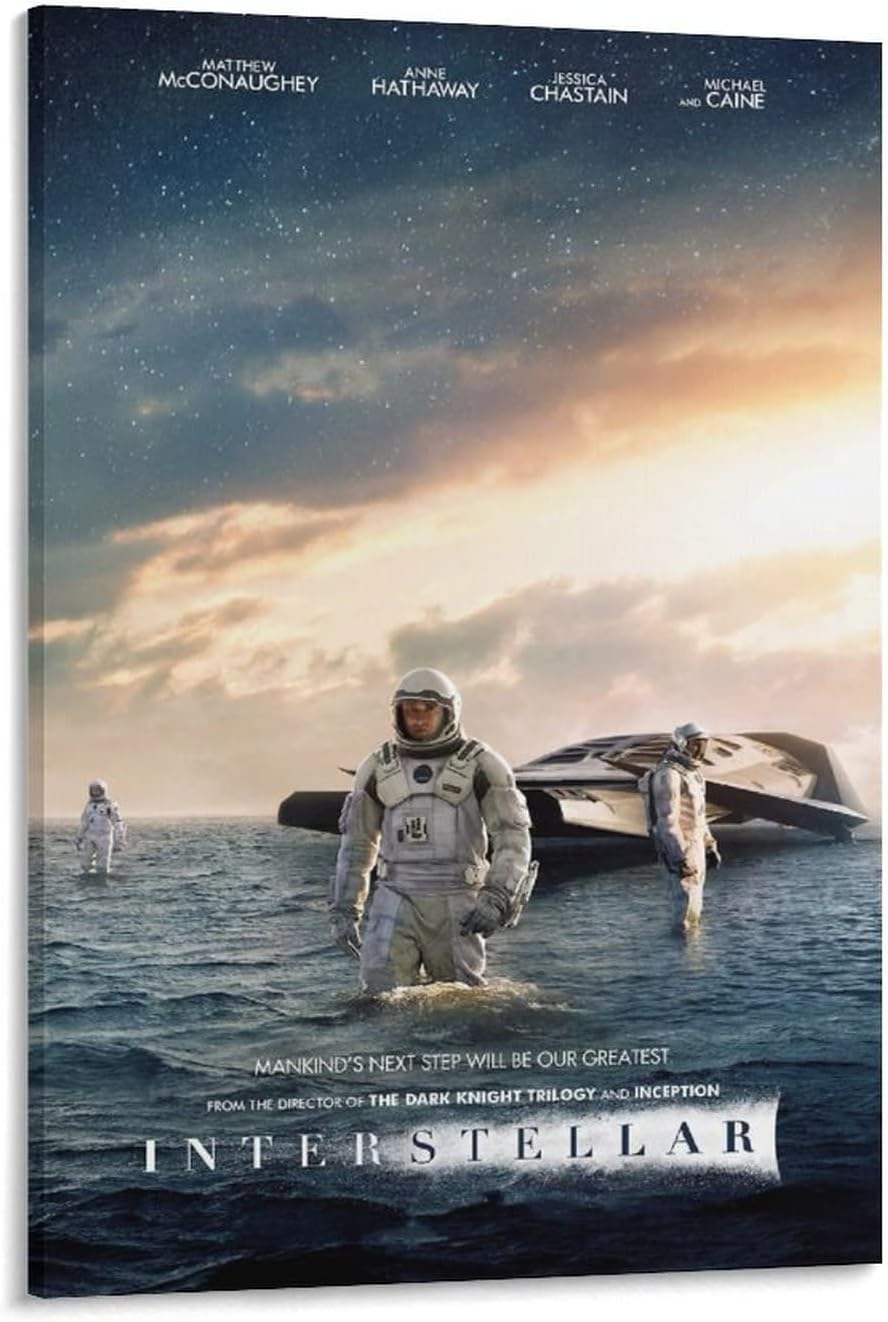 MATTHEW
McCONAUGHEY
ANNE
HATHAWAY
JESSICA
CHASTAIN
MICHAEL
AND CAINE
MANKIND'S NEXT STEP WILL BE OUR GREATEST
FROM THE DIRECTOR OF THE DARK KNIGHT TRILOGY AND INCEPTION
INTERSTELLAR